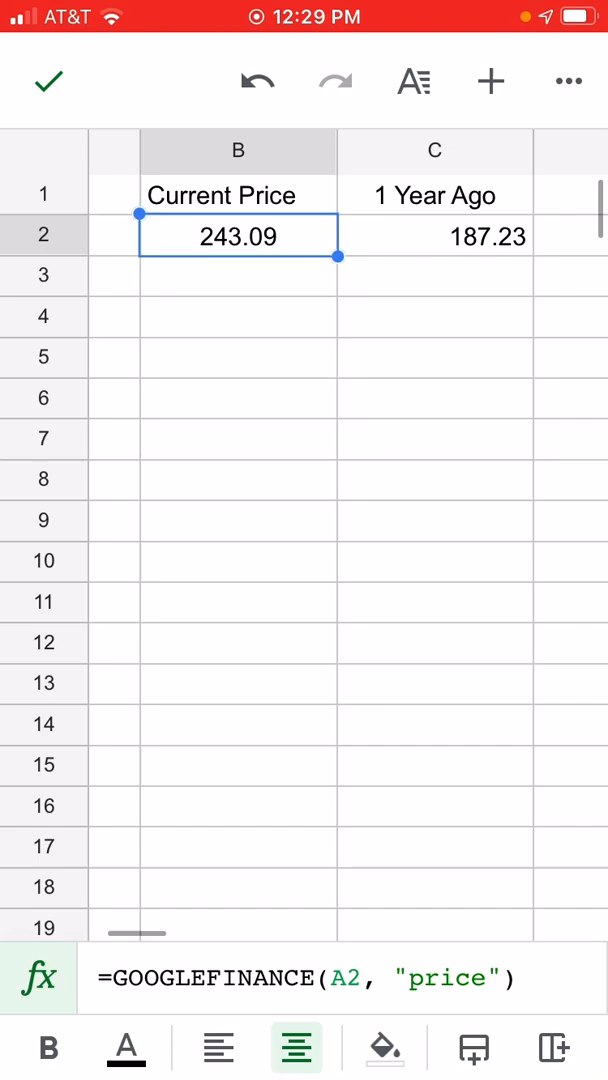 AT&T 12:29 PM
B C
1 Current Price 1 Year Ago
2 243.09 187.23
3
4
5
6
7
8
9
10
11
12
13
14
15
16
17
18
19
fx =GOOGLEFINANCE(A2, "price")
B A